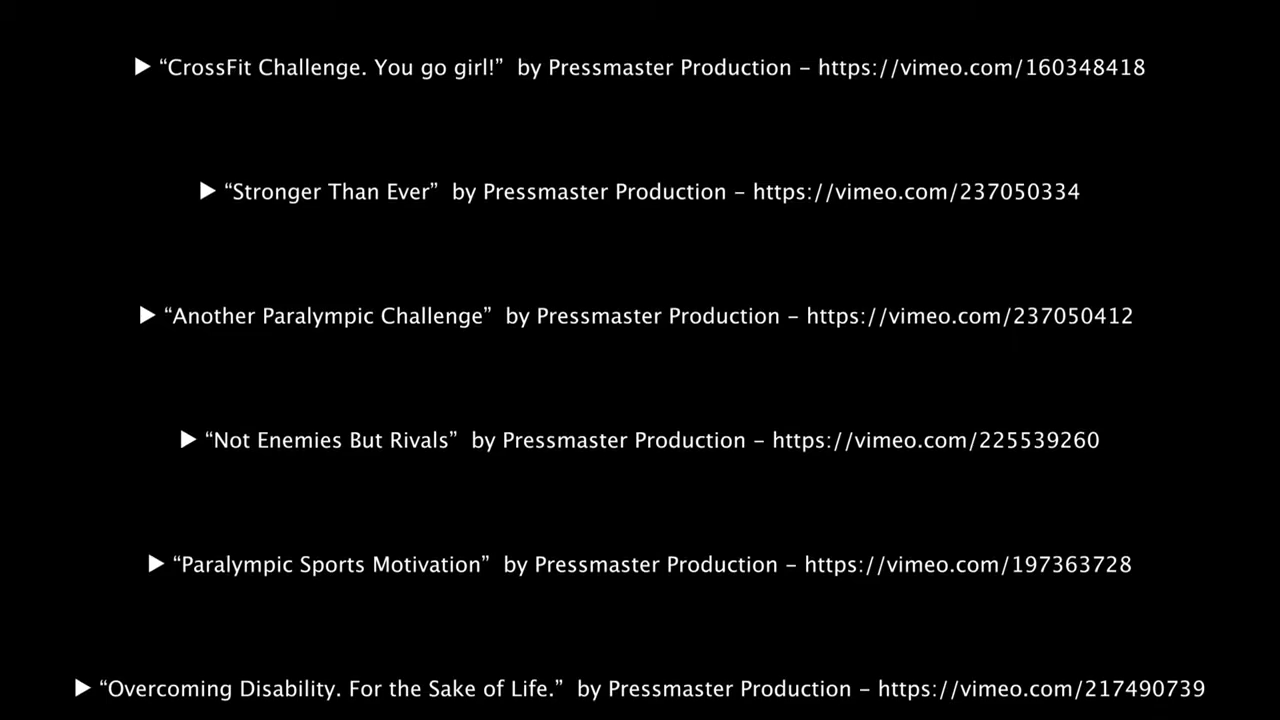 ▶ “CrossFit Challenge. You go girl!” by Pressmaster Production – https://vimeo.com/160348418
▶ “Stronger Than Ever” by Pressmaster Production – https://vimeo.com/237050334
▶ “Another Paralympic Challenge” by Pressmaster Production – https://vimeo.com/237050412
▶ “Not Enemies But Rivals” by Pressmaster Production – https://vimeo.com/225539260
▶ “Paralympic Sports Motivation” by Pressmaster Production – https://vimeo.com/197363728
▶ “Overcoming Disability. For the Sake of Life.” by Pressmaster Production – https://vimeo.com/217490739